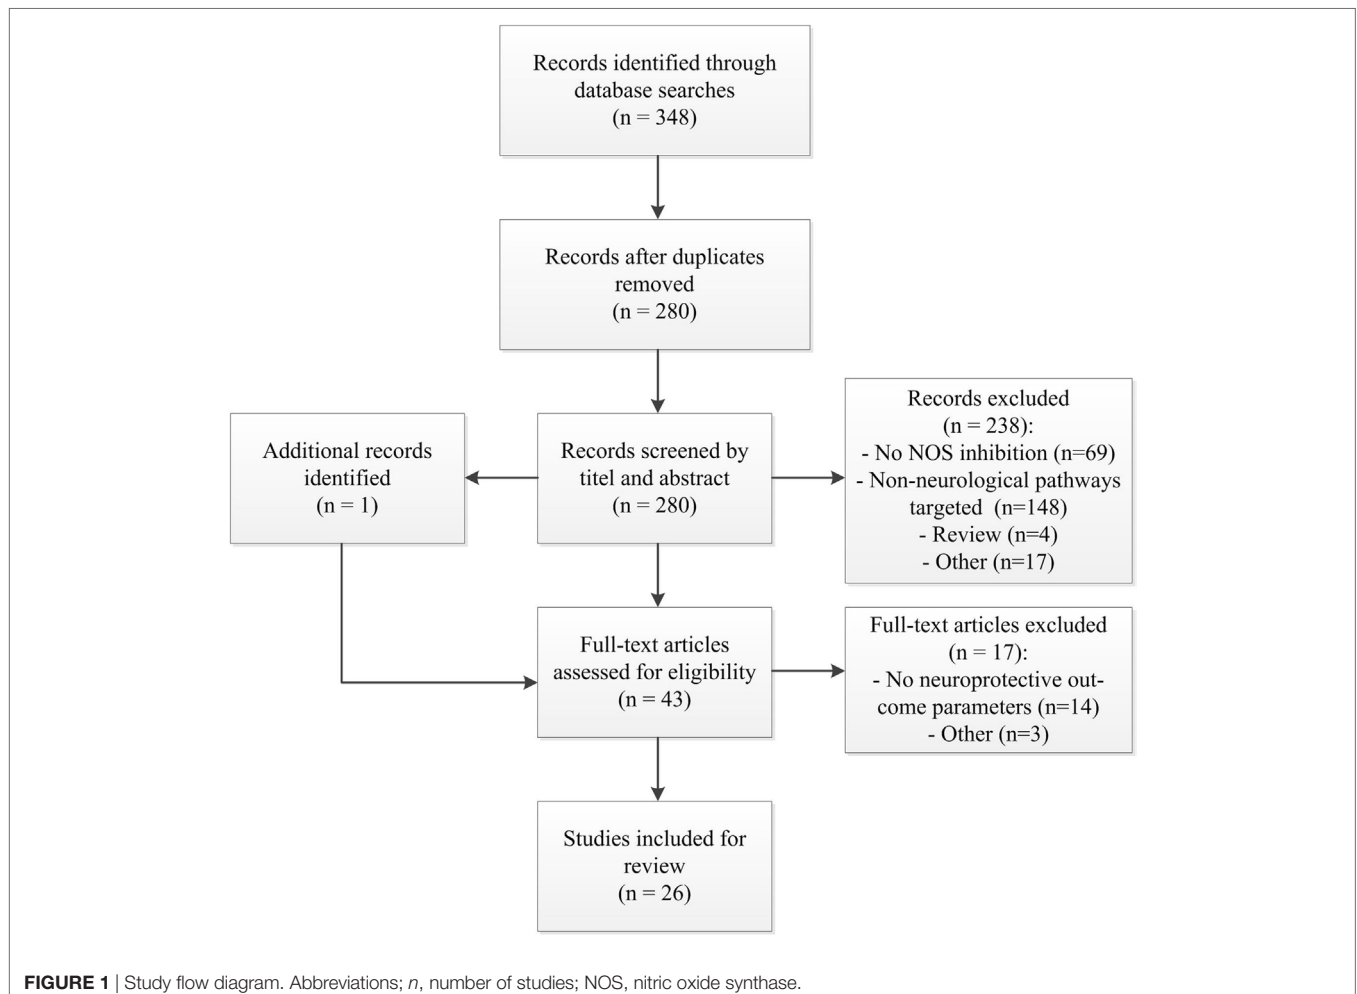 Records identified through
database searches
(n = 348)
Records after duplicates
removed
(n = 280)
Additional records
identified
(n = 1)
Records screened by
titel and abstract
(n = 280)
Records excluded
(n = 238):
- No NOS inhibition (n=69)
- Non-neurological pathways
targeted (n=148)
- Review (n=4)
- Other (n=17)
Full-text articles
assessed for eligibility
(n = 43)
Full-text articles excluded
(n = 17):
- No neuroprotective out-
come parameters (n=14)
- Other (n=3)
Studies included for
review
(n = 26)
FIGURE 1 | Study flow diagram. Abbreviations; n, number of studies; NOS, nitric oxide synthase.